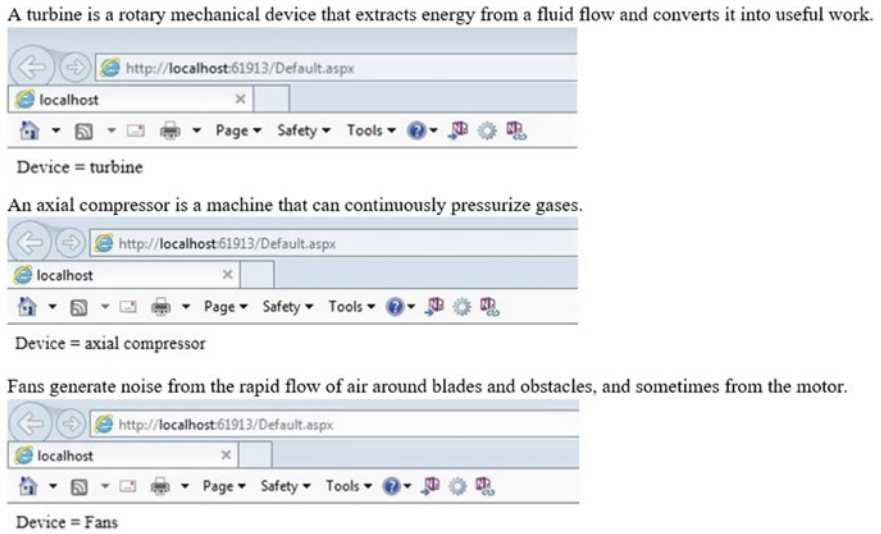 A turbine is a rotary mechanical device that extracts energy from a fluid flow and converts it into useful work.
http://localhost:61913/Default.aspx
localhost
Page Safety Tools
Device = turbine
An axial compressor is a machine that can continuously pressurize gases.
http://localhost:61913/Default.aspx
localhost
Page Safety Tools
Device = axial compressor
Fans generate noise from the rapid flow of air around blades and obstacles, and sometimes from the motor.
http://localhost:61913/Default.aspx
localhost
Page Safety Tools
Device = Fans